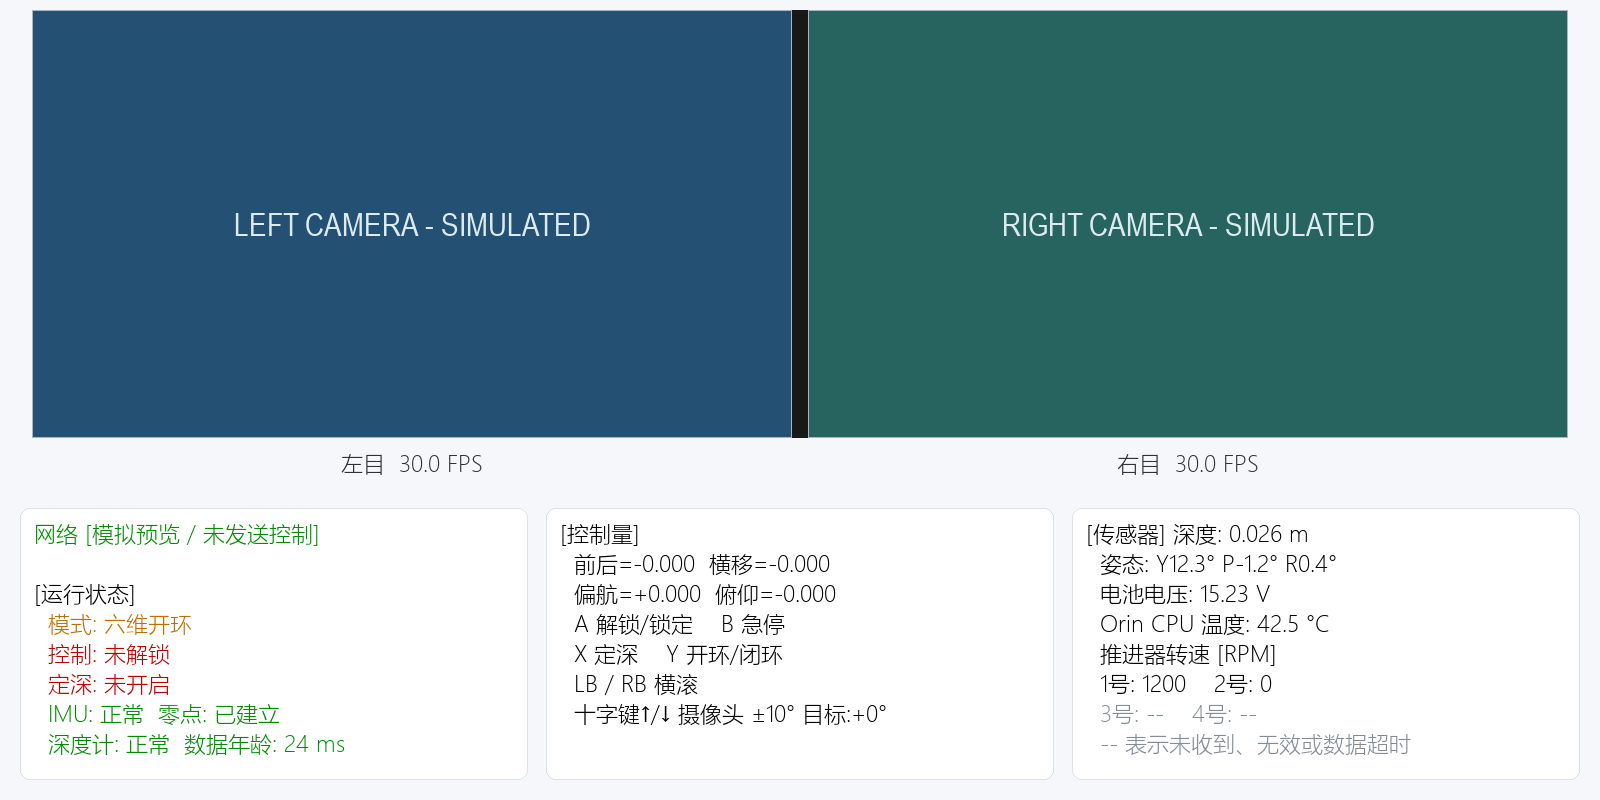 LEFT CAMERA - SIMULATED
RIGHT CAMERA - SIMULATED
左目 30.0 FPS
右目 30.0 FPS
网络 [模拟预览 / 未发送控制]
[运行状态]
模式: 六维开环
控制: 未解锁
定深: 未开启
IMU: 正常 零点: 已建立
深度计: 正常 数据年龄: 24 ms
[控制量]
前后=-0.000 横移=-0.000
偏航=+0.000 俯仰=-0.000
A 解锁/锁定 B 急停
X 定深 Y 开环/闭环
LB / RB 横滚
十字键↑/↓ 摄像头 ±10° 目标:+0°
[传感器] 深度: 0.026 m
姿态: Y12.3° P-1.2° R0.4°
电池电压: 15.23 V
Orin CPU 温度: 42.5 °C
推进器转速 [RPM]
1号: 1200 2号: 0
3号: -- 4号: --
-- 表示未收到、无效或数据超时